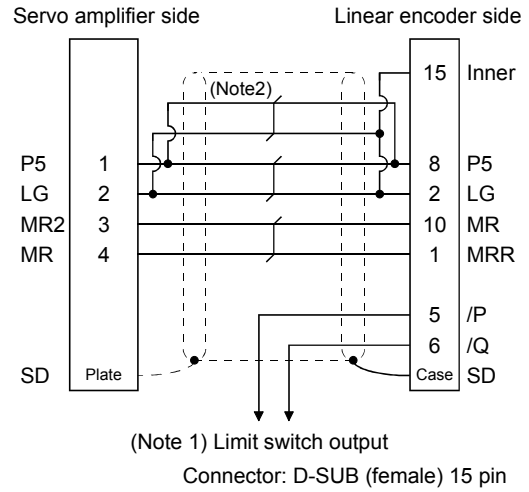 Servo amplifier side
Linear encoder side
15 Inner
(Note2)
P5 1 8 P5
LG 2 2 LG
MR2 3 10 MR
MR 4 1 MRR
5 /P
6 /Q
SD Plate Case SD
(Note 1) Limit switch output
Connector: D-SUB (female) 15 pin